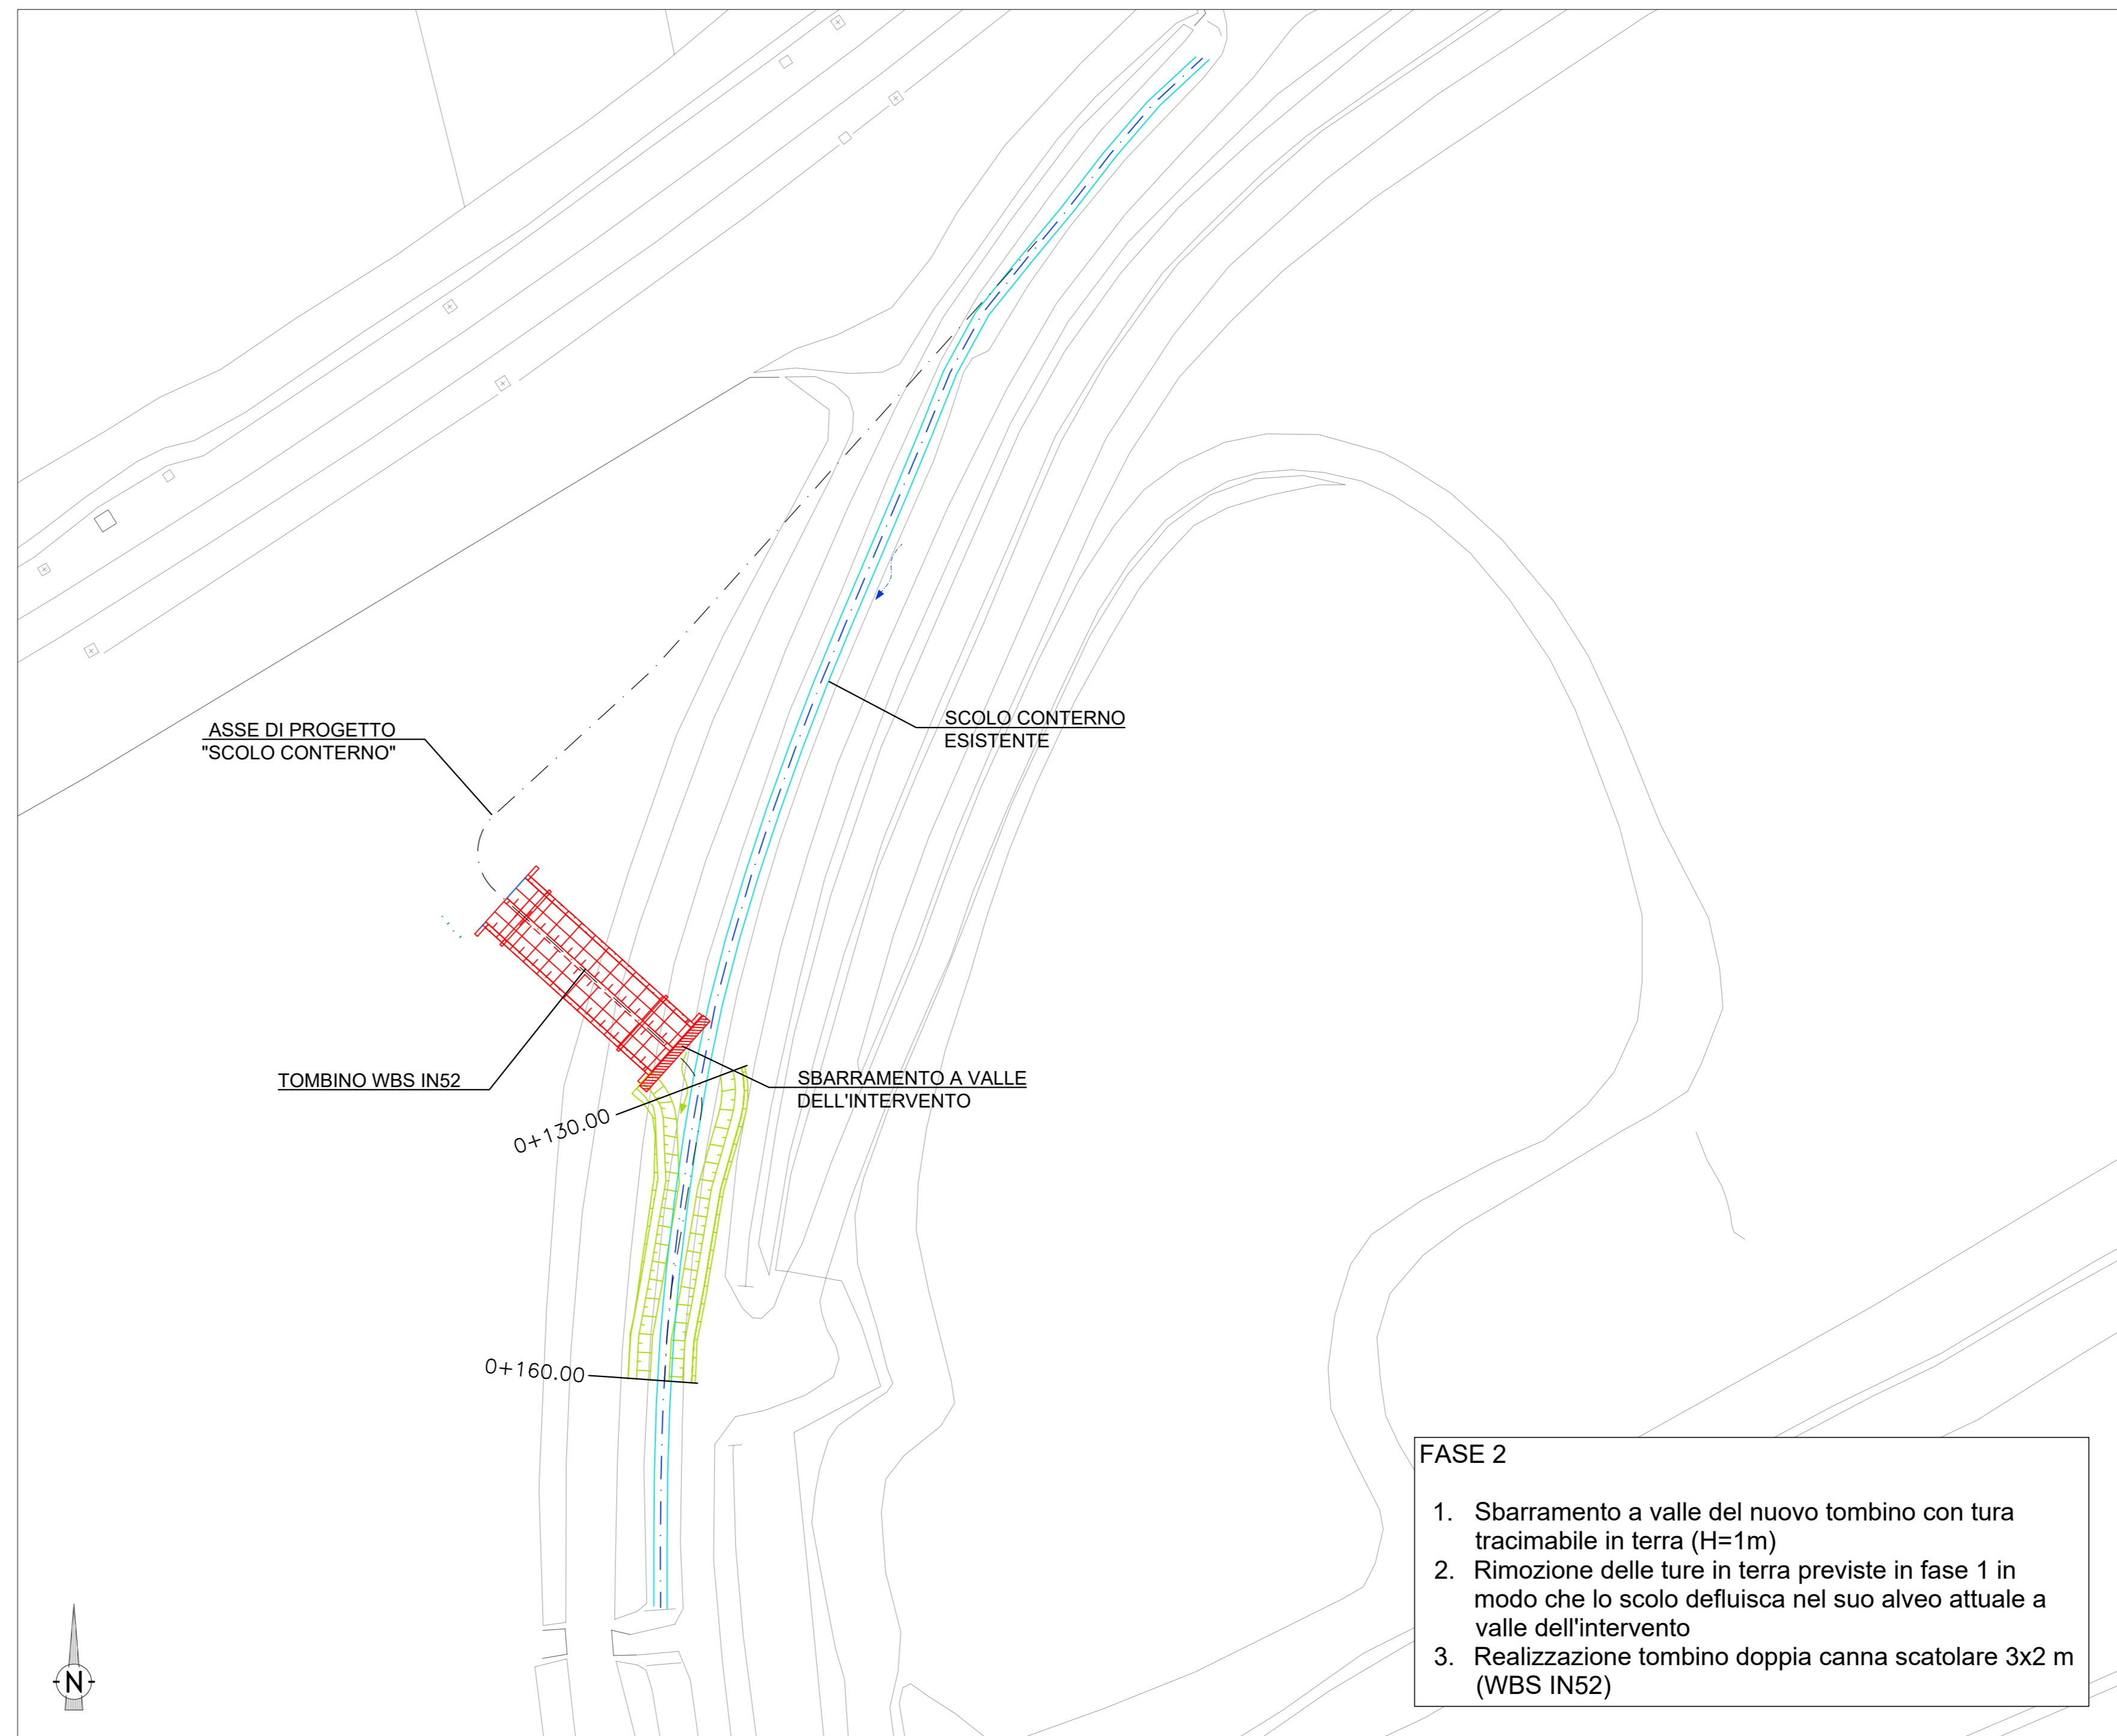 ASSE DI PROGETTO
"SCOLO CONTERNO"
SCOLO CONTERNO
ESISTENTE
TOMBINO WBS IN52
SBARRAMENTO A VALLE
DELL'INTERVENTO
0+130.00
0+160.00
FASE 2
1. Sbarramento a valle del nuovo tombino con tura
tracimabile in terra (H=1m)
2. Rimozione delle ture in terra previste in fase 1 in
modo che lo scolo defluisca nel suo alveo attuale a
valle dell'intervento
3. Realizzazione tombino doppia canna scatolare 3x2 m
(WBS IN52)
N